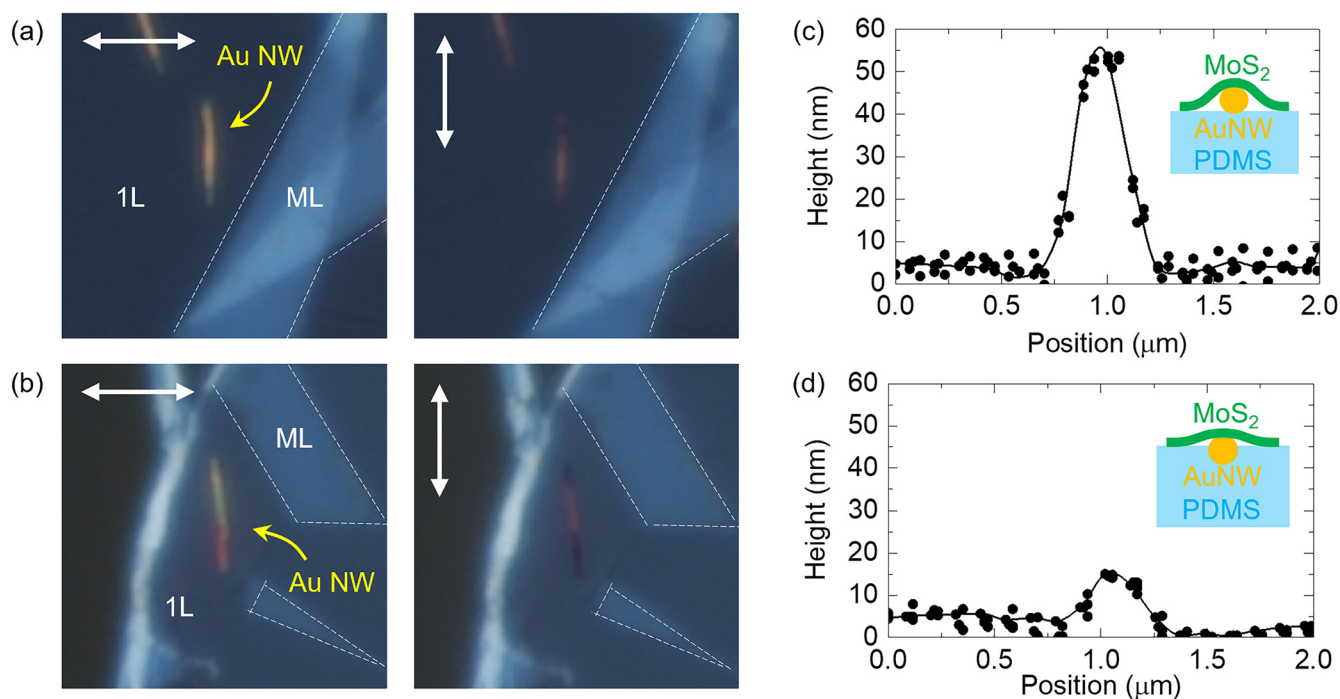 (a)
Au NW
1L
ML
(b)
ML
Au NW
1L
(c)
Height (nm)
60
50
40
30
20
10
0
0.0 0.5 1.0 1.5 2.0
Position (μm)
MoS2
AuNW
PDMS
(d)
Height (nm)
60
50
40
30
20
10
0
0.0 0.5 1.0 1.5 2.0
Position (μm)
MoS2
AuNW
PDMS